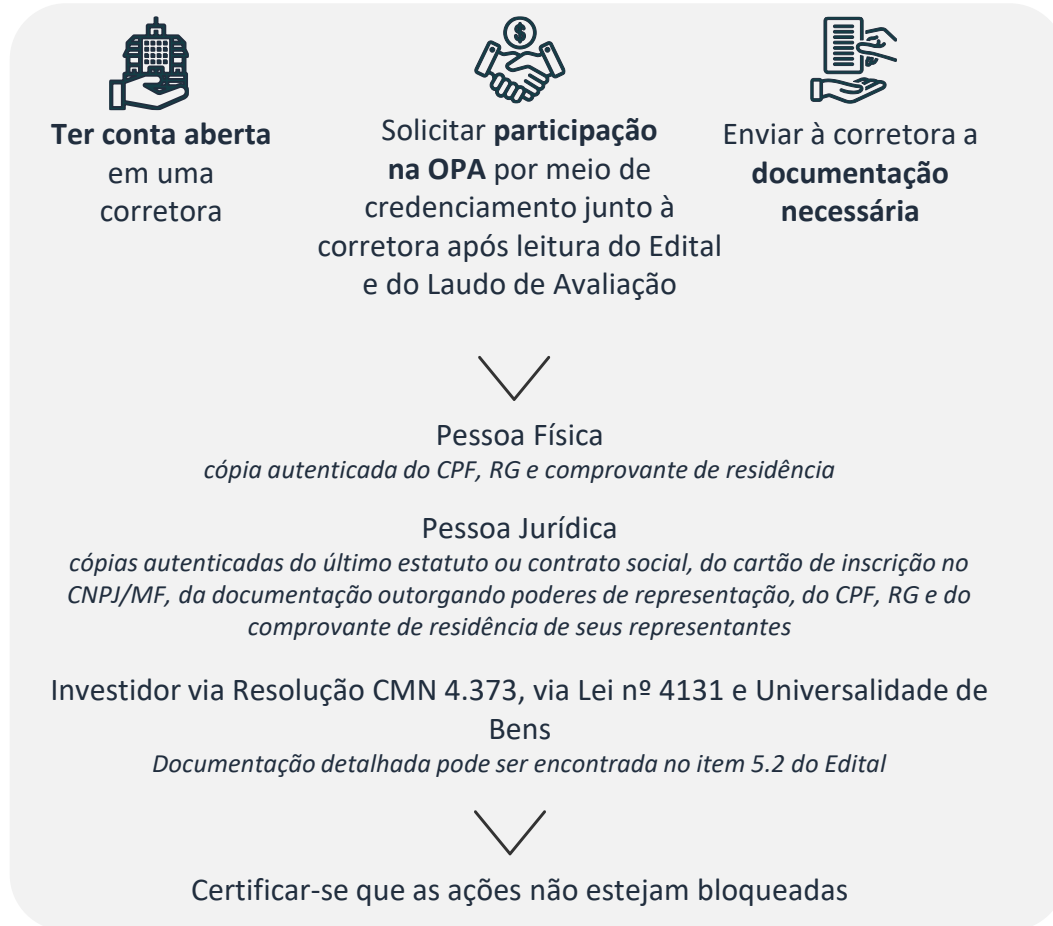 Ter conta aberta
em uma
corretora
Solicitar participação
na OPA por meio de
credenciamento junto à
corretora após leitura do Edital
e do Laudo de Avaliação
Enviar à corretora a
documentação
necessária
Pessoa Física
cópia autenticada do CPF, RG e comprovante de residência
Pessoa Jurídica
cópias autenticadas do último estatuto ou contrato social, do cartão de inscrição no
CNPJ/MF, da documentação outorgando poderes de representação, do CPF, RG e do
comprovante de residência de seus representantes
Investidor via Resolução CMN 4.373, via Lei nº 4131 e Universalidade de
Bens
Documentação detalhada pode ser encontrada no item 5.2 do Edital
Certificar-se que as ações não estejam bloqueadas